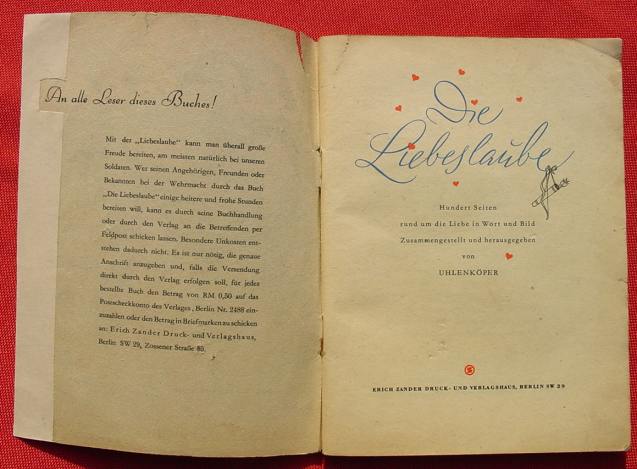 An alle Leser dieses Buches!
Mit der „Liebeslaube" kann man überall große
Freude bereiten, am meisten natürlich bei unseren
Soldaten. Wer seinen Angehörigen, Freunden oder
Bekannten bei der Wehrmacht durch das Buch
„Die Liebeslaube" einige heitere und frohe Stunden
bereiten will, kann es durch seine Buchhandlung
oder durch den Verlag an die Betreffenden per
Feldpost schicken lassen. Besondere Unkosten ent-
stehen dadurch nicht. Es ist nur nötig, die genaue
Anschrift anzugeben und, falls die Versendung
direkt durch den Verlag erfolgen soll, für jedes
bestellte Buch den Betrag von RM 0,50 auf das
Postscheckkonto des Verlages, Berlin Nr. 2488 ein-
zuzahlen oder den Betrag in Briefmarken zu schicken
an: Erich Zander Druck- und Verlagshaus,
Berlin SW 29, Zossener Straße 55.
Die
Liebeslaube
Hundert Seiten
rund um die Liebe in Wort und Bild
Zusammengestellt und herausgegeben
von
UHLENKÖPER
ERICH ZANDER DRUCK- UND VERLAGSHAUS, BERLIN SW 29